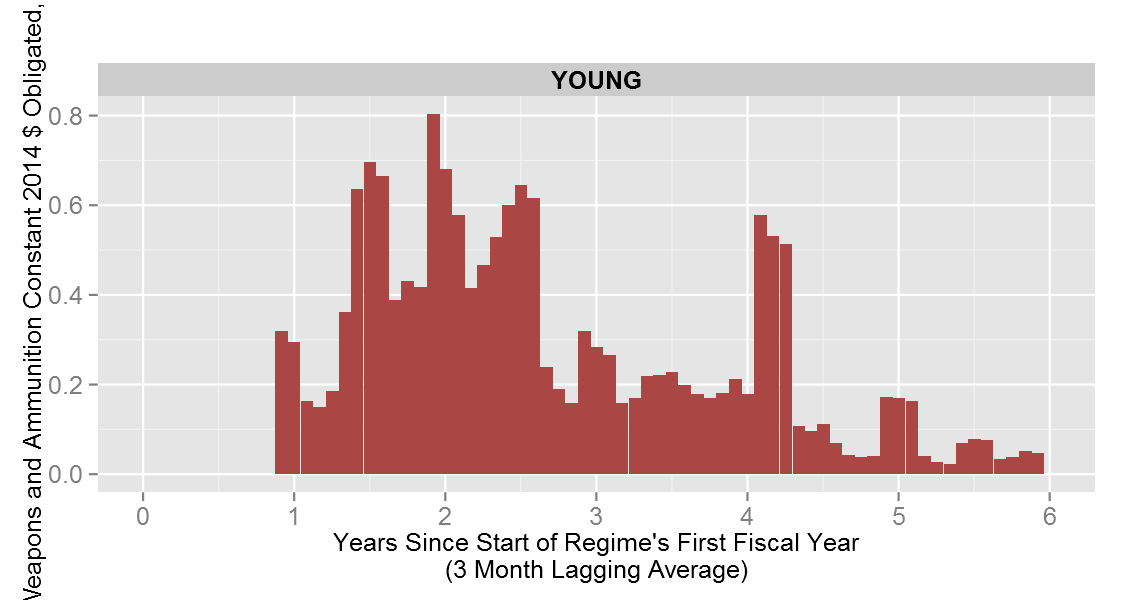 YOUNG
Weapons and Ammunition Constant 2014 $ Obligated,
0.8
0.6
0.4
0.2
0.0
0 1 2 3 4 5 6
Years Since Start of Regime's First Fiscal Year
(3 Month Lagging Average)